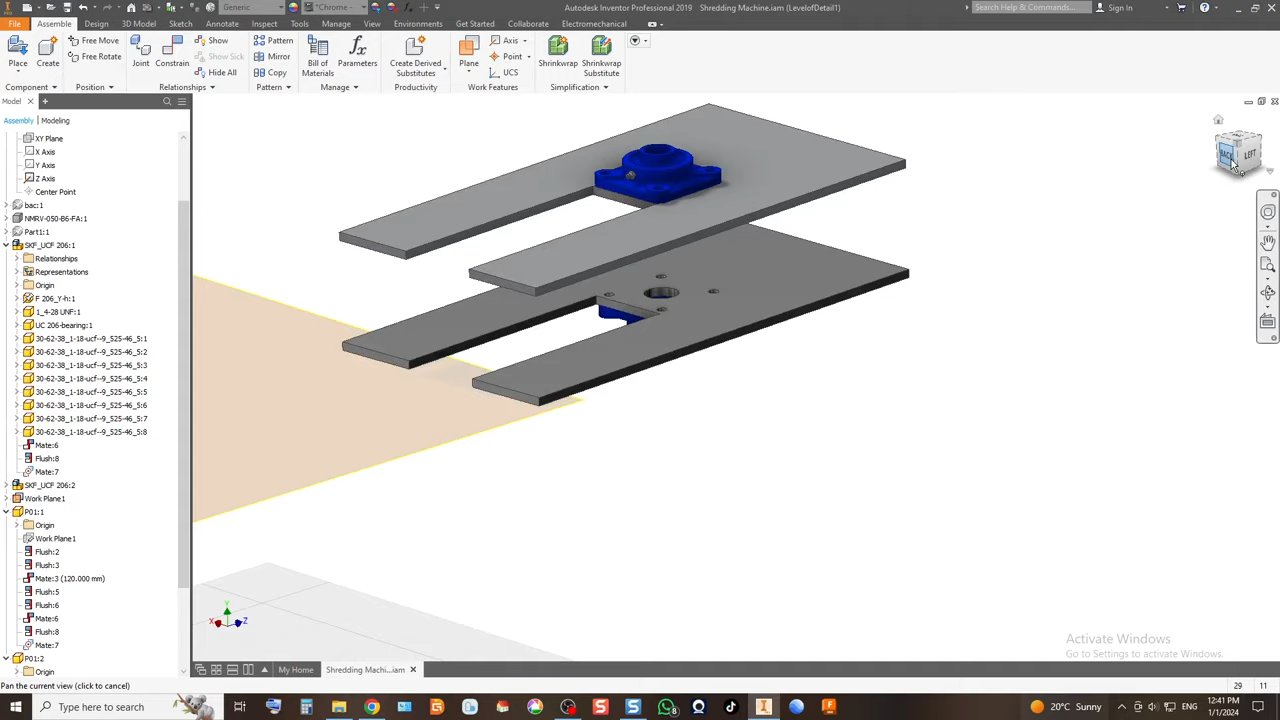 Generic
*Chrome
Autodesk Inventor Professional 2019   Shredding Machine.iam (LevelofDetail1)
Search Help & Commands...
Sign In
File
Assemble
Design
3D Model
Sketch
Annotate
Inspect
Tools
Manage
View
Environments
Get Started
Collaborate
Electromechanical
Place
Create
Free Move
Free Rotate
Joint
Constrain
Show
Show Sick
Hide All
Pattern
Mirror
Copy
Bill of
Materials
Parameters
Create Derived
Substitutes
Plane
Axis
Point
UCS
Shrinkwrap
Shrinkwrap
Substitute
Component
Position
Relationships
Pattern
Manage
Productivity
Work Features
Simplification
Model
Assembly
Modeling
XY Plane
X Axis
Y Axis
Z Axis
Center Point
bac:1
NMRV-050-B6-FA:1
Part1:1
SKF_UCF 206:1
Relationships
Representations
Origin
F 206_Y-h:1
1_4-28 UNF:1
UC 206-bearing:1
30-62-38_1-18-ucf--9_525-46_5:1
30-62-38_1-18-ucf--9_525-46_5:2
30-62-38_1-18-ucf--9_525-46_5:3
30-62-38_1-18-ucf--9_525-46_5:4
30-62-38_1-18-ucf--9_525-46_5:5
30-62-38_1-18-ucf--9_525-46_5:6
30-62-38_1-18-ucf--9_525-46_5:7
30-62-38_1-18-ucf--9_525-46_5:8
Mate:6
Flush:8
Mate:7
SKF_UCF 206:2
Work Plane1
P01:1
Origin
Work Plane1
Flush:2
Flush:3
Mate:3 (120.000 mm)
Flush:5
Flush:6
Mate:6
Flush:8
Mate:7
P01:2
Origin
BACK
LEFT
Y
X
Z
Activate Windows
Go to Settings to activate Windows.
My Home
Shredding Machi...iam
Pan the current view (click to cancel)
29
11
Type here to search
20°C Sunny
12:41 PM
1/1/2024